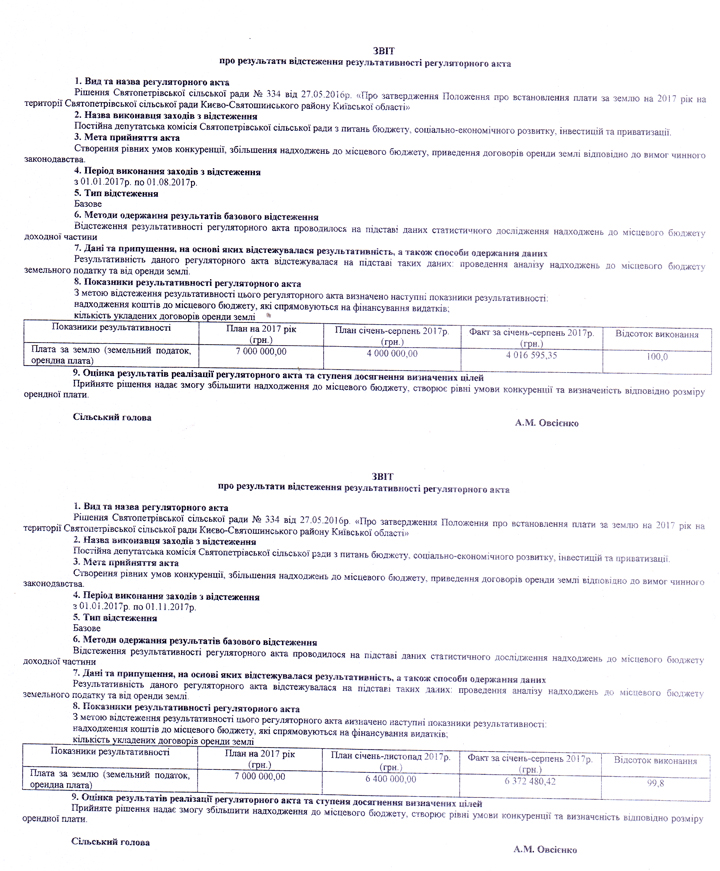 ЗВІТ
про результати відстеження результативності регуляторного акта
1. Вид та назва регуляторного акта
Рішення Святопетрівської сільської ради № 334 від 27.05.2016р. «Про затвердження Положення про встановлення плати за землю на 2017 рік на
території Святопетрівської сільської ради Києво-Святошинського району Київської області»
2. Назва виконавця заходів з відстеження
Постійна депутатська комісія Святопетрівської сільської ради з питань бюджету, соціально-економічного розвитку, інвестицій та приватизації.
3. Мета прийняття акта
Створення рівних умов конкуренції, збільшення надходжень до місцевого бюджету, приведення договорів оренди землі відповідно до вимог чинного
законодавства.
4. Період виконання заходів з відстеження
з 01.01.2017р. по 01.08.2017р.
5. Тип відстеження
Базове
6. Методи одержання результатів базового відстеження
Відстеження результативності регуляторного акта проводилося на підставі даних статистичного дослідження надходжень до місцевого бюджету
доходної частини
7. Дані та припущення, на основі яких відстежувалася результативність, а також способи одержання даних
Результативність даного регуляторного акта відстежувалася на підставі таких даних: проведення аналізу надходжень до місцевого бюджету
земельного податку та від оренди землі.
8. Показники результативності регуляторного акта
З метою відстеження результативності цього регуляторного акта визначено наступні показники результативності:
надходження коштів до місцевого бюджету, які спрямовуються на фінансування видатків;
кількість укладених договорів оренди землі
Показники результативності План на 2017 рік План січень-серпень 2017р. Факт за січень-серпень 2017р. Відсоток виконання
(грн.) (грн.) (грн.)
Плата за землю (земельний податок, 7 000 000,00 4 000 000,00 4 016 595,35 100,0
орендна плата)
9. Оцінка результатів реалізації регуляторного акта та ступеня досягнення визначених цілей
Прийняте рішення надає змогу збільшити надходження до місцевого бюджету, створює рівні умови конкуренції та визначеність відповідно розміру
орендної плати.
Сільський голова
А.М. Овсієнко
ЗВІТ
про результати відстеження результативності регуляторного акта
1. Вид та назва регуляторного акта
Рішення Святопетрівської сільської ради № 334 від 27.05.2016р. «Про затвердження Положення про встановлення плати за землю на 2017 рік на
території Святопетрівської сільської ради Києво-Святошинського району Київської області»
2. Назва виконавця заходів з відстеження
Постійна депутатська комісія Святопетрівської сільської ради з питань бюджету, соціально-економічного розвитку, інвестицій та приватизації.
3. Мета прийняття акта
Створення рівних умов конкуренції, збільшення надходжень до місцевого бюджету, приведення договорів оренди землі відповідно до вимог чинного
законодавства.
4. Період виконання заходів з відстеження
з 01.01.2017р. по 01.11.2017р.
5. Тип відстеження
Базове
6. Методи одержання результатів базового відстеження
Відстеження результативності регуляторного акта проводилося на підставі даних статистичного дослідження надходжень до місцевого бюджету
доходної частини
7. Дані та припущення, на основі яких відстежувалася результативність, а також способи одержання даних
Результативність даного регуляторного акта відстежувалася на підставі таких даних: проведення аналізу надходжень до місцевого бюджету
земельного податку та від оренди землі.
8. Показники результативності регуляторного акта
З метою відстеження результативності цього регуляторного акта визначено наступні показники результативності:
надходження коштів до місцевого бюджету, які спрямовуються на фінансування видатків;
кількість укладених договорів оренди землі
Показники результативності План на 2017 рік План січень-листопад 2017р. Факт за січень-серпень 2017р. Відсоток виконання
(грн.) (грн.) (грн.)
Плата за землю (земельний податок, 7 000 000,00 6 400 000,00 6 372 480,42 99,8
орендна плата)
9. Оцінка результатів реалізації регуляторного акта та ступеня досягнення визначених цілей
Прийняте рішення надає змогу збільшити надходження до місцевого бюджету, створює рівні умови конкуренції та визначеність відповідно розміру
орендної плати.
Сільський голова
А.М. Овсієнко